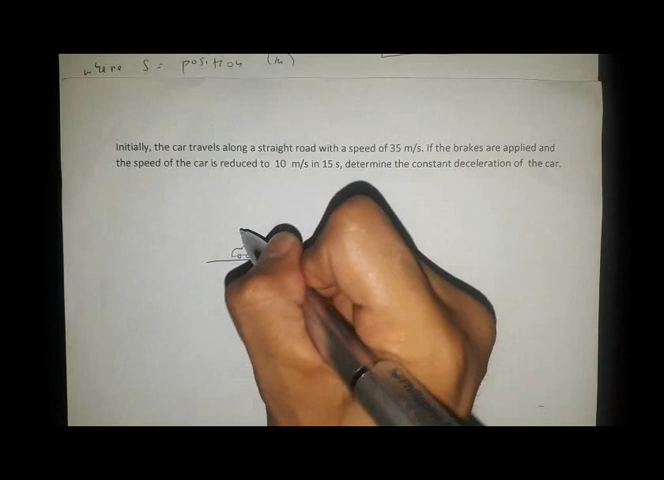 where S = position (m)
Initially, the car travels along a straight road with a speed of 35 m/s. If the brakes are applied and
the speed of the car is reduced to 10 m/s in 15 s, determine the constant deceleration of the car.